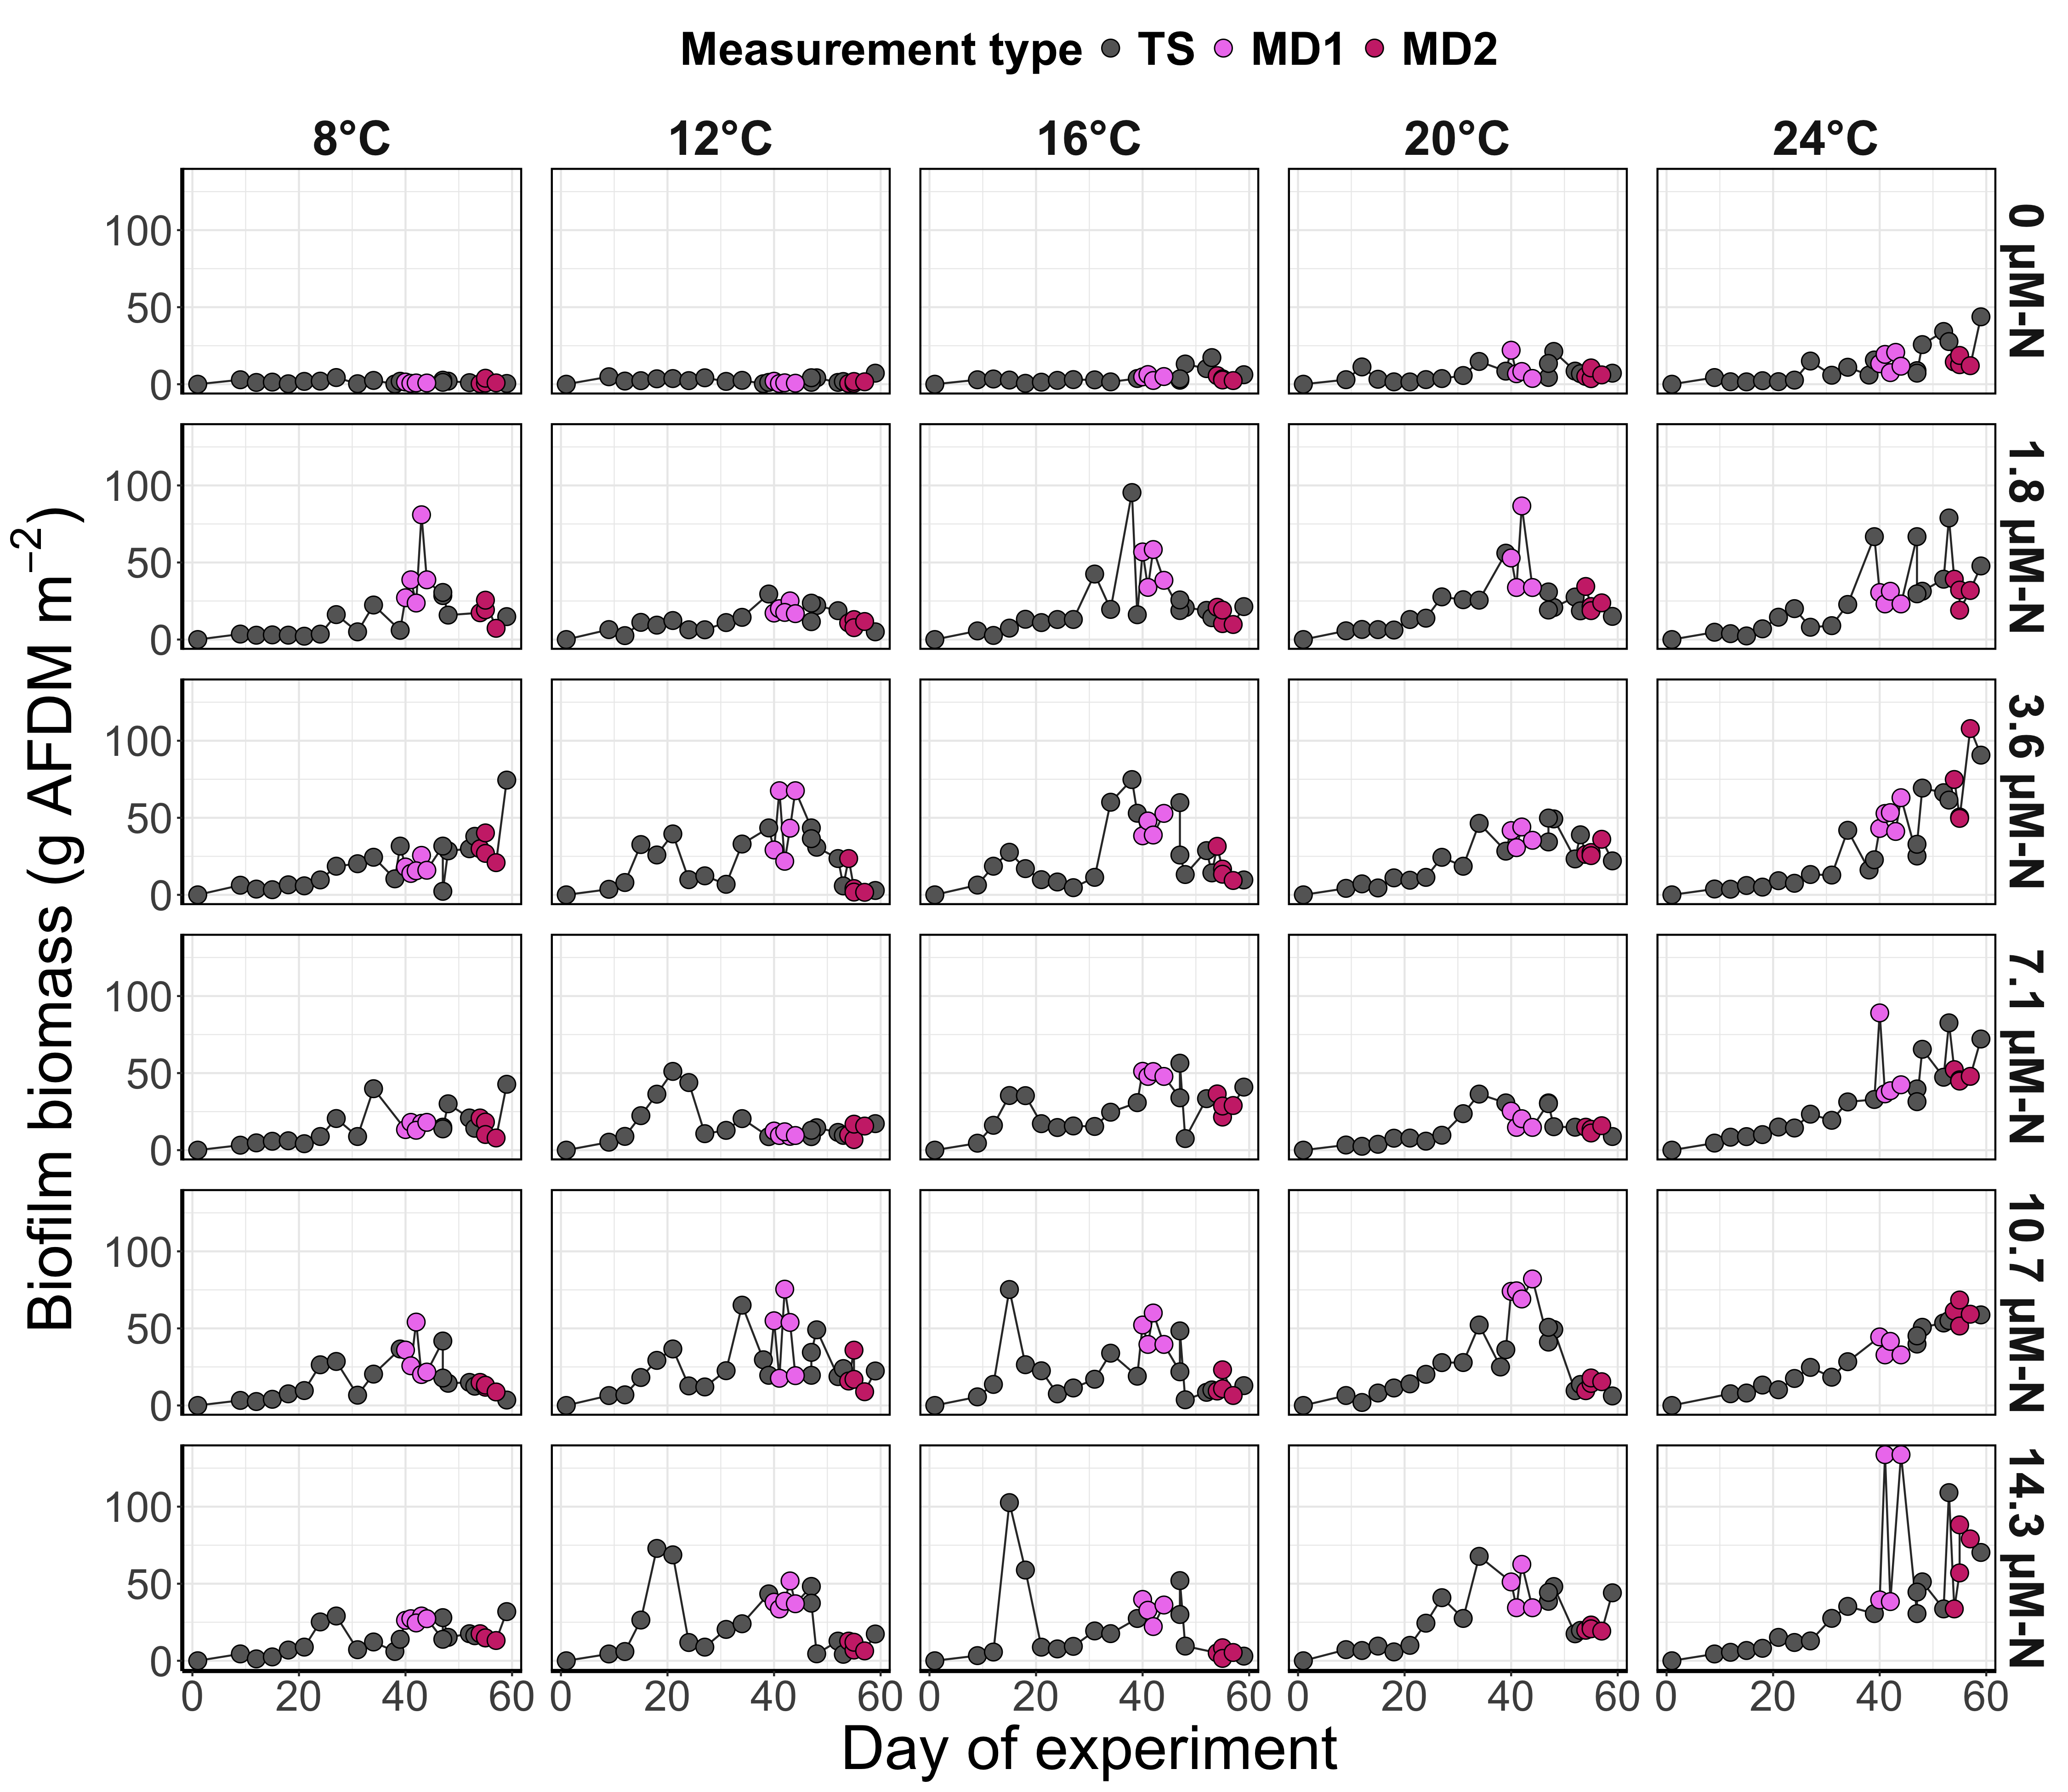 Measurement type TS MD1 MD2
8°C 12°C 16°C 20°C 24°C
100
50
0
0 µM-N
100
50
0
1.8 µM-N
Biofilm biomass (g AFDM m⁻²)
100
50
0
3.6 µM-N
100
50
0
7.1 µM-N
100
50
0
10.7 µM-N
100
50
0
14.3 µM-N
0 20 40 60 0 20 40 60 0 20 40 60 0 20 40 60 0 20 40 60
Day of experiment